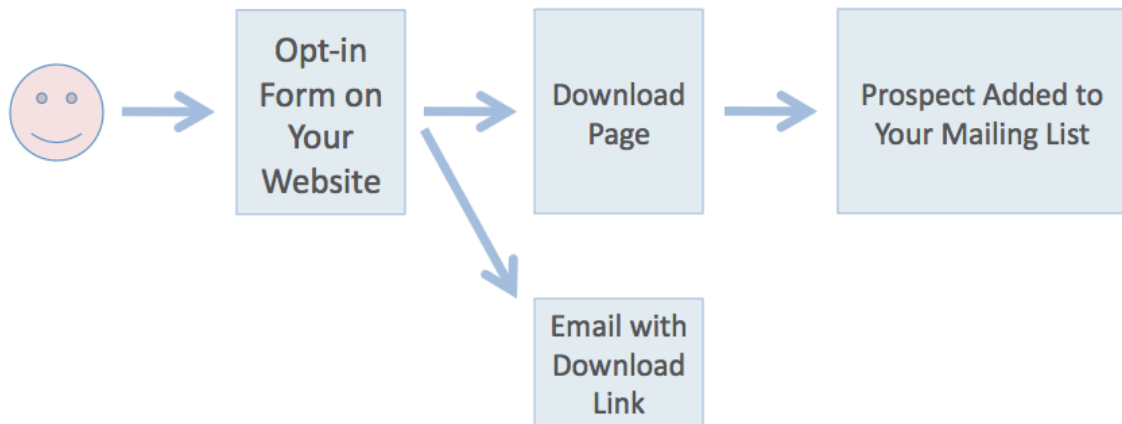 Opt-in
Form on
Your
Website
Download
Page
Prospect Added to
Your Mailing List
Email with
Download
Link